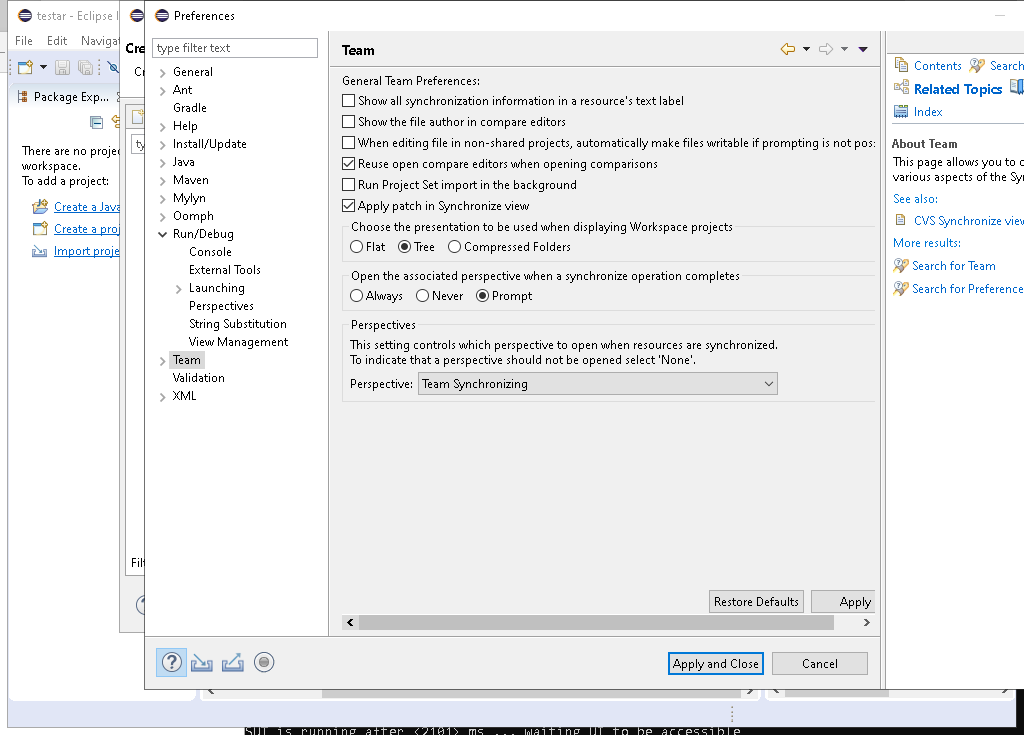 testar - Eclipse I
Preferences
File Edit Navigat
Package Exp...
There are no proje
workspace.
To add a project:
Create a Java
Create a proj
Import proje
Cre
Cr
ty
Filt
type filter text
General
Ant
Gradle
Help
Install/Update
Java
Maven
Mylyn
Oomph
Run/Debug
Console
External Tools
Launching
Perspectives
String Substitution
View Management
Team
Validation
XML
Team
General Team Preferences:
Show all synchronization information in a resource's text label
Show the file author in compare editors
When editing file in non-shared projects, automatically make files writable if prompting is not pos:
Reuse open compare editors when opening comparisons
Run Project Set import in the background
Apply patch in Synchronize view
Choose the presentation to be used when displaying Workspace projects
Flat Tree Compressed Folders
Open the associated perspective when a synchronize operation completes
Always Never Prompt
Perspectives
This setting controls which perspective to open when resources are synchronized.
To indicate that a perspective should not be opened select 'None'.
Perspective: Team Synchronizing
Restore Defaults Apply
Apply and Close Cancel
Contents Search
Related Topics
Index
About Team
This page allows you to c
various aspects of the Sy
See also:
CVS Synchronize view
More results:
Search for Team
Search for Preference
SUT is running after <2101> ms ... waiting UI to be accessible